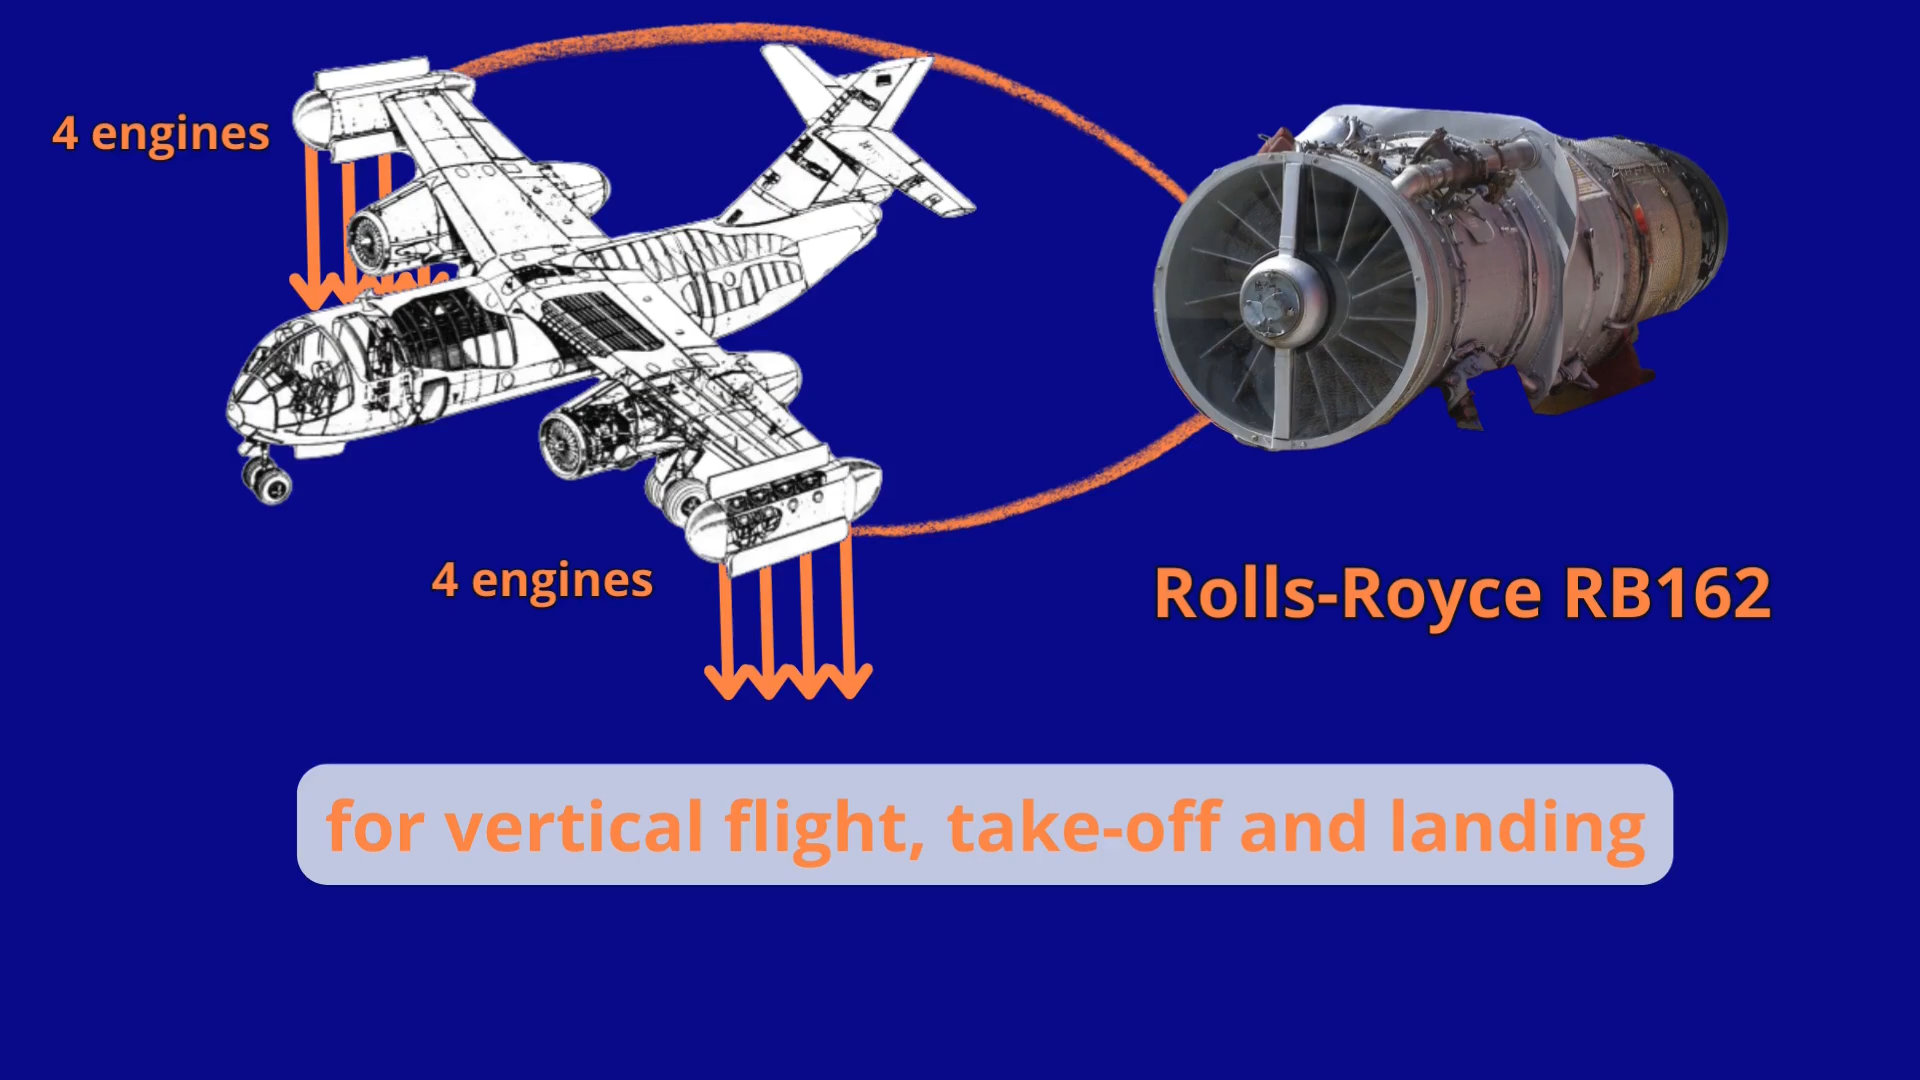 4 engines
4 engines
Rolls-Royce RB162
for vertical flight, take-off and landing